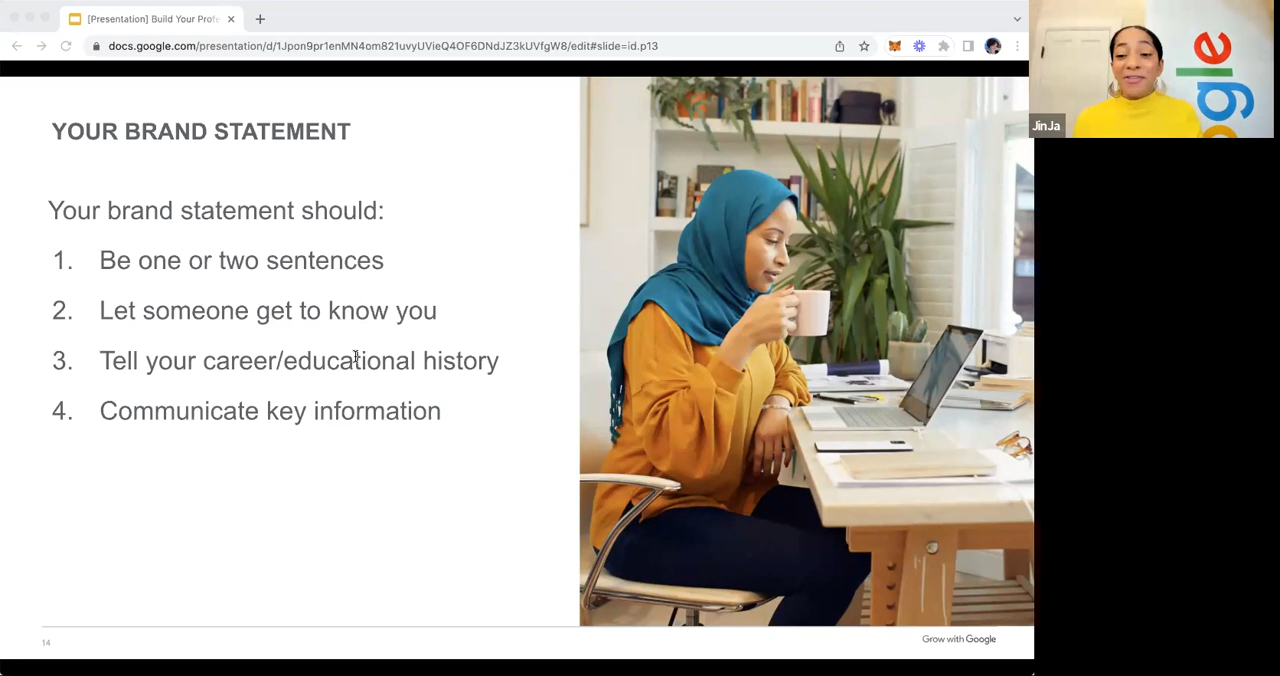 [Presentation] Build Your Profe
docs.google.com/presentation/d/1Jpon9pr1enMN4om821uvyUVieQ4OF6DNdJZ3kUVfgW8/edit#slide=id.p13
YOUR BRAND STATEMENT
Your brand statement should:
1. Be one or two sentences
2. Let someone get to know you
3. Tell your career/educational history
4. Communicate key information
14
Grow with Google
JinJa
ogle